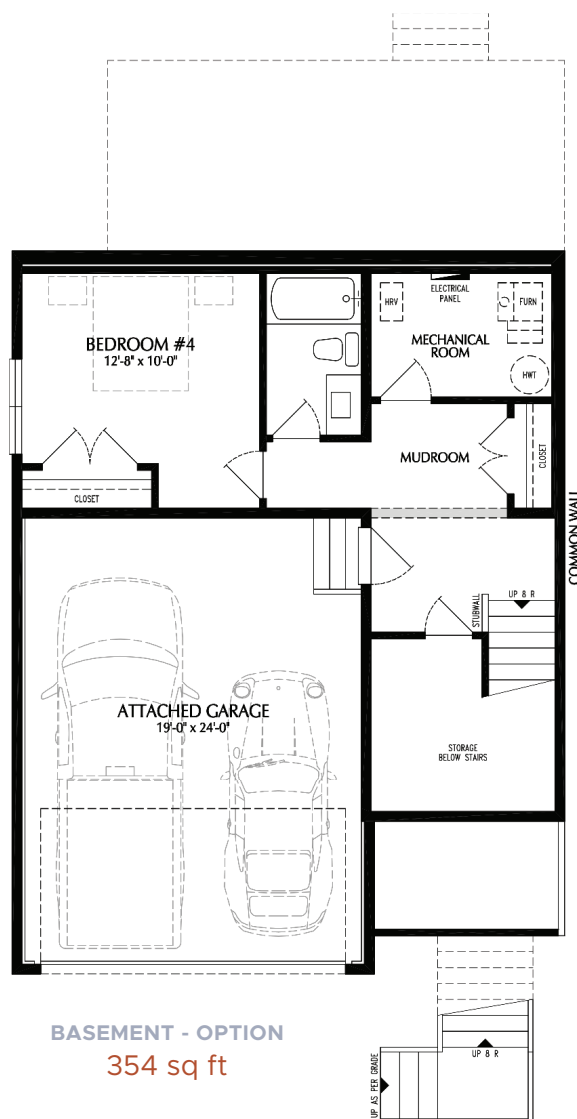 ELECTRICAL
PANEL
HRV
FURN
BEDROOM #4
12'-8" x 10'-0"
MECHANICAL
ROOM
HWT
MUDROOM
CLOSET
CLOSET
COMMON WALL
UP 8 R
STUBWALL
ATTACHED GARAGE
19'-0" x 24'-0"
STORAGE
BELOW STAIRS
BASEMENT - OPTION
354 sq ft
UP 8 R
UP AS PER GRADE